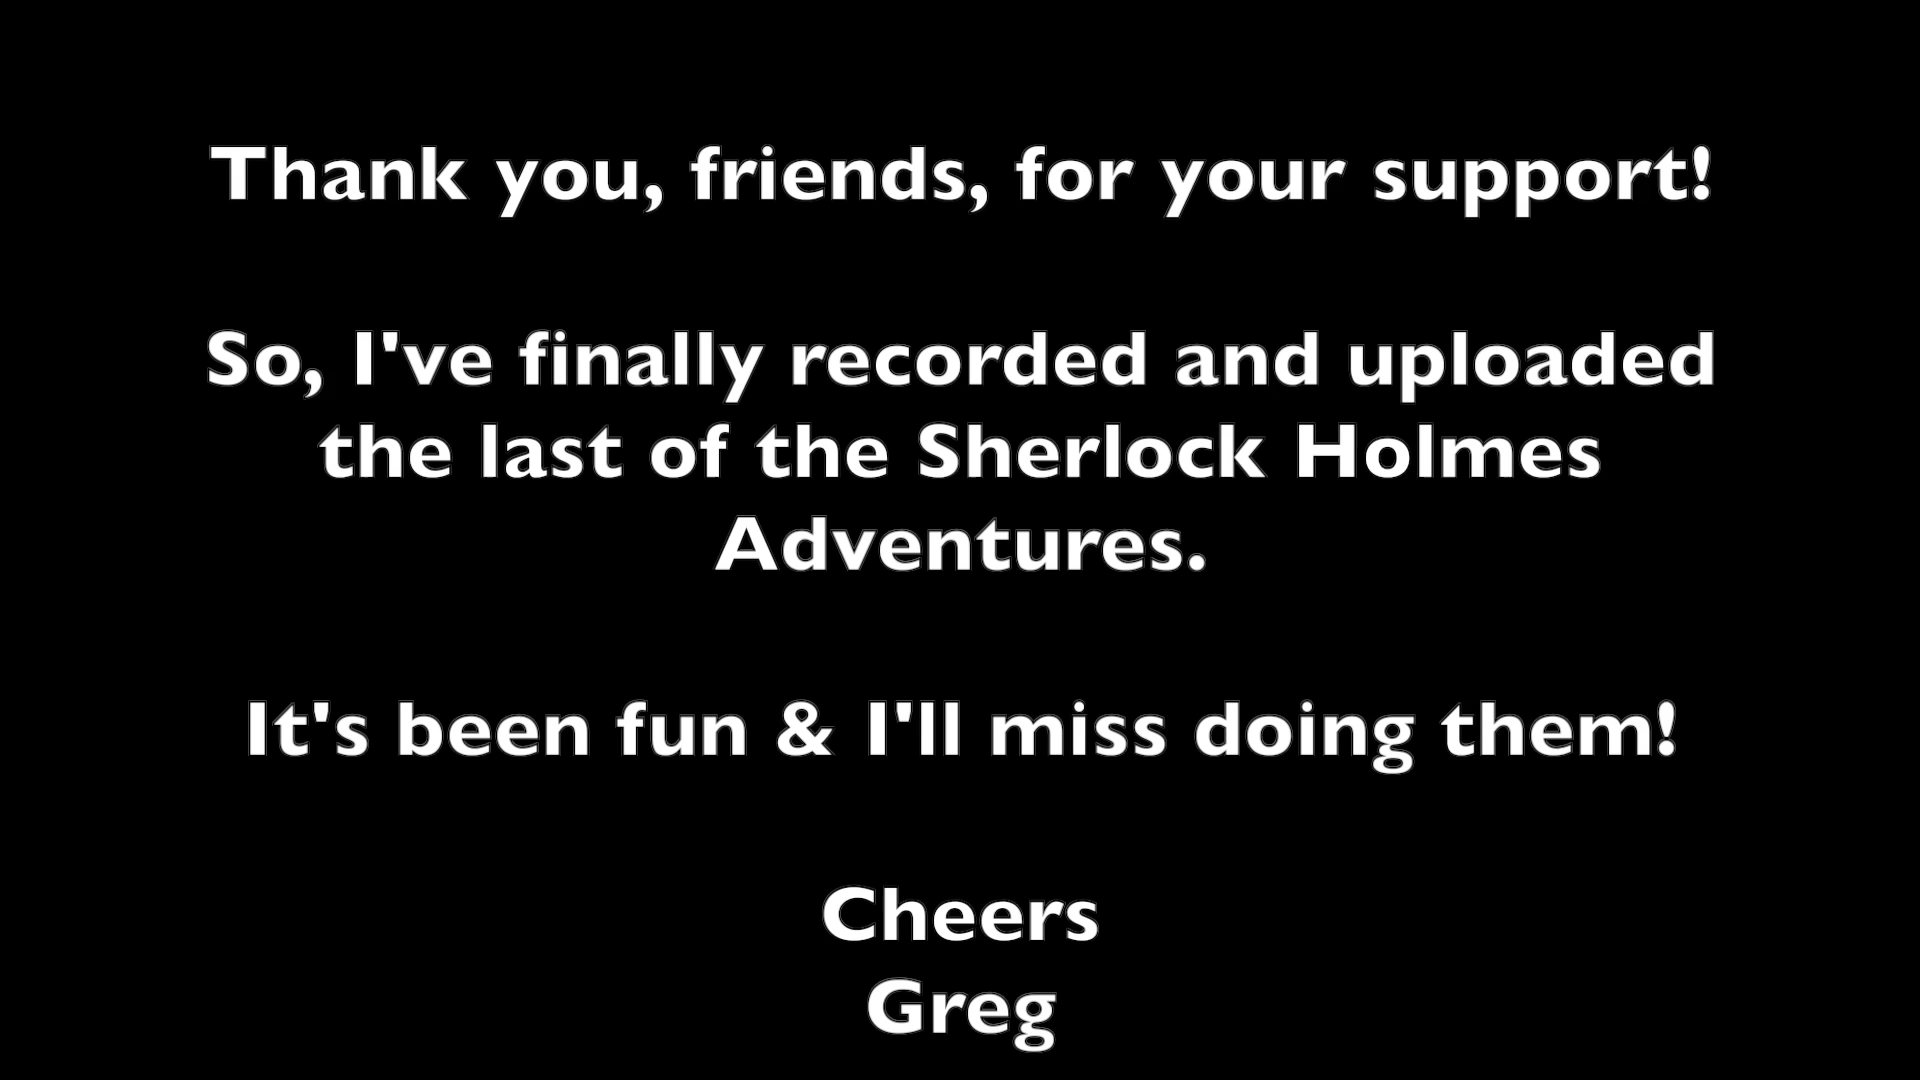 Thank you, friends, for your support!
So, I've finally recorded and uploaded
the last of the Sherlock Holmes
Adventures.
It's been fun & I'll miss doing them!
Cheers
Greg